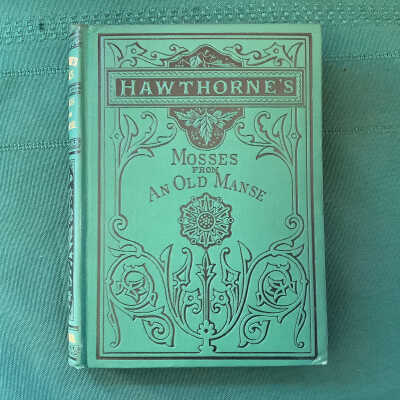 HAWTHORNE'S
MOSSES
FROM
AN OLD MANSE